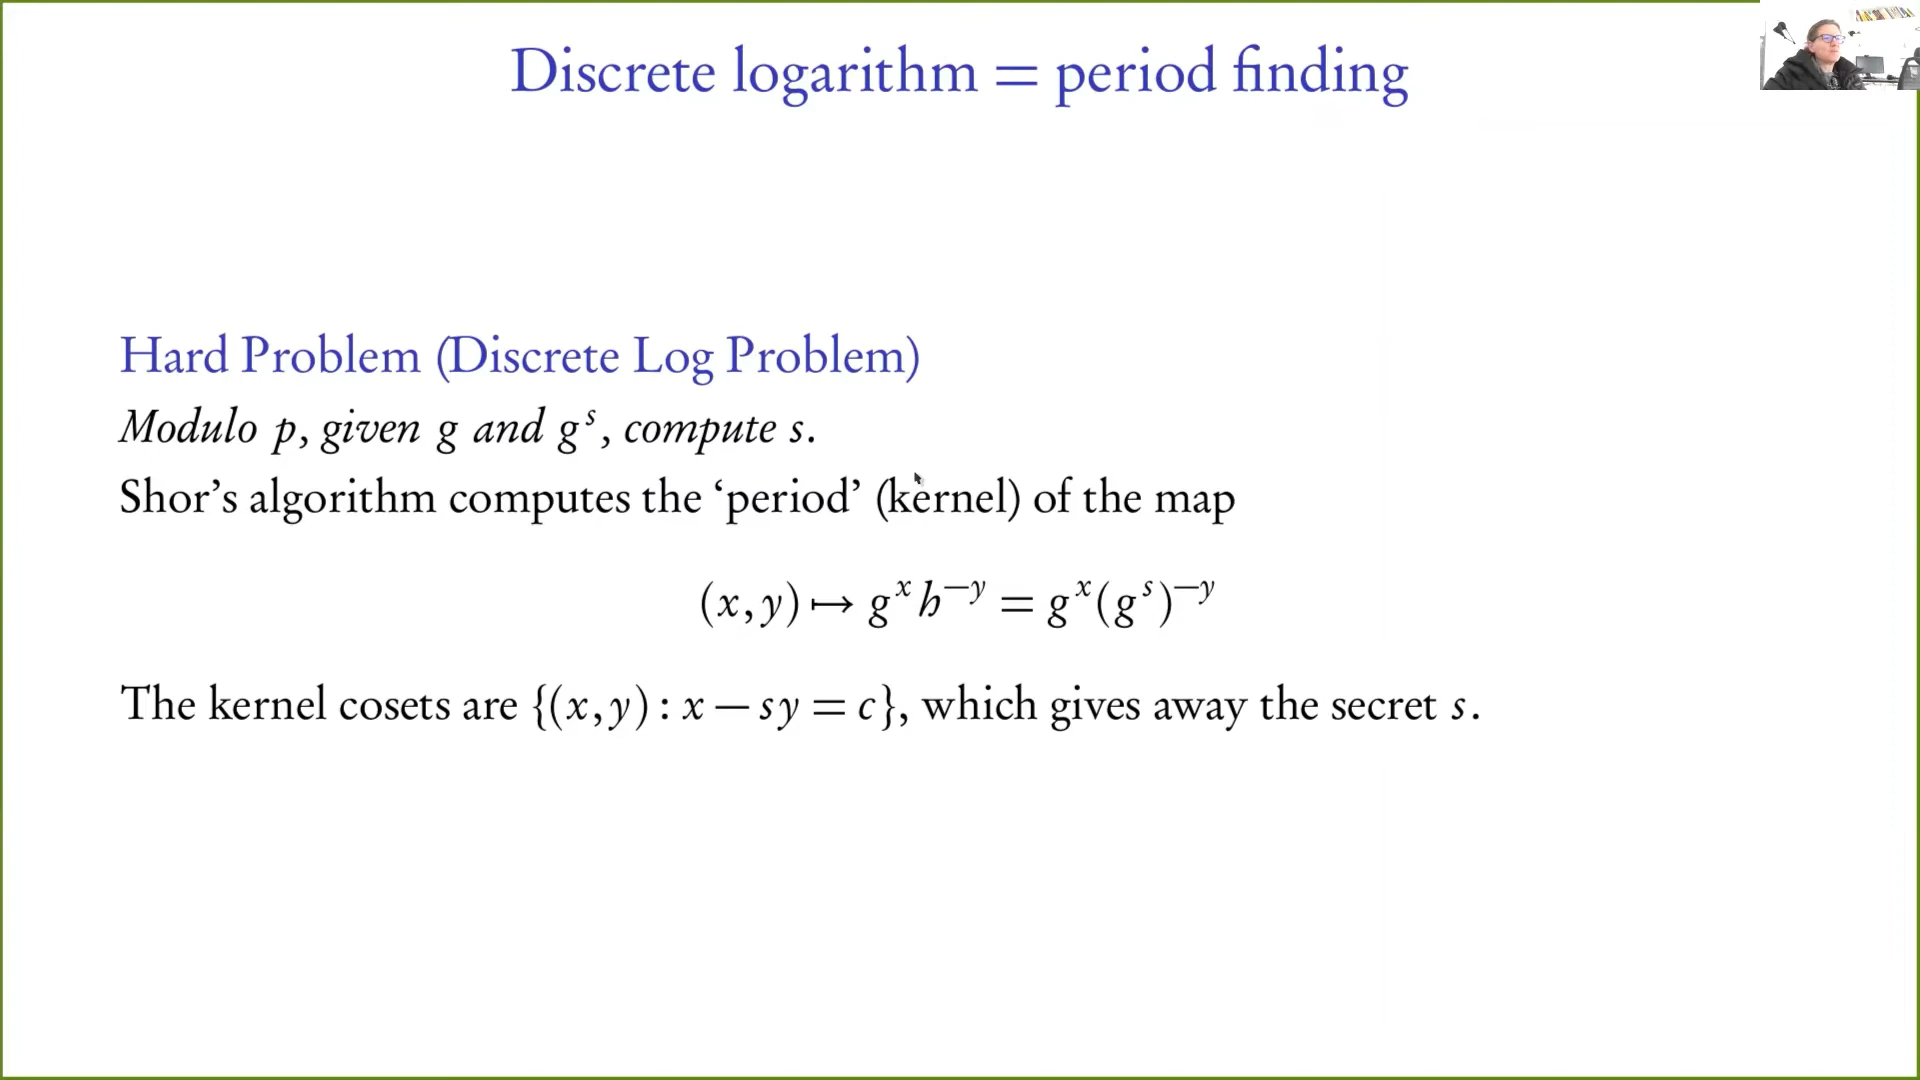 Discrete logarithm = period finding
Hard Problem (Discrete Log Problem)
Modulo p, given g and g^s, compute s.
Shor's algorithm computes the ‘period’ (kernel) of the map
(x, y) ↦ g^x h^{−y} = g^x (g^s)^{−y}
The kernel cosets are {(x, y) : x − sy = c}, which gives away the secret s.